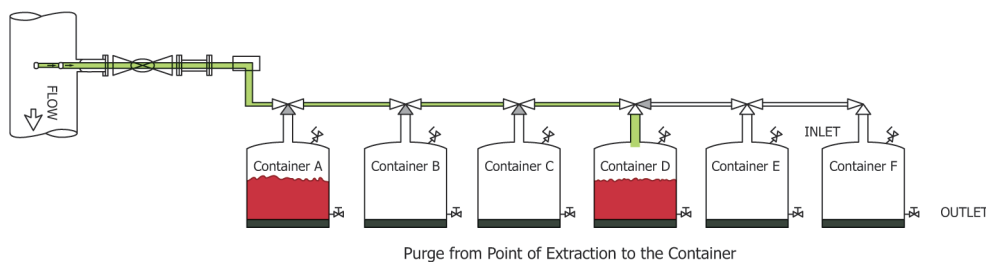 FLOW
INLET
Container A
Container B
Container C
Container D
Container E
Container F
OUTLET
Purge from Point of Extraction to the Container